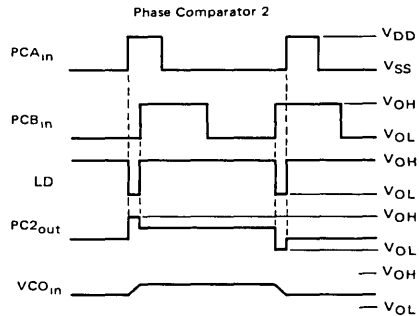 Phase Comparator 2
PCAin
VDD
VSS
PCBin
VOH
VOL
LD
VOH
VOL
PC2out
VOH
VOL
VCOin
VOH
VOL